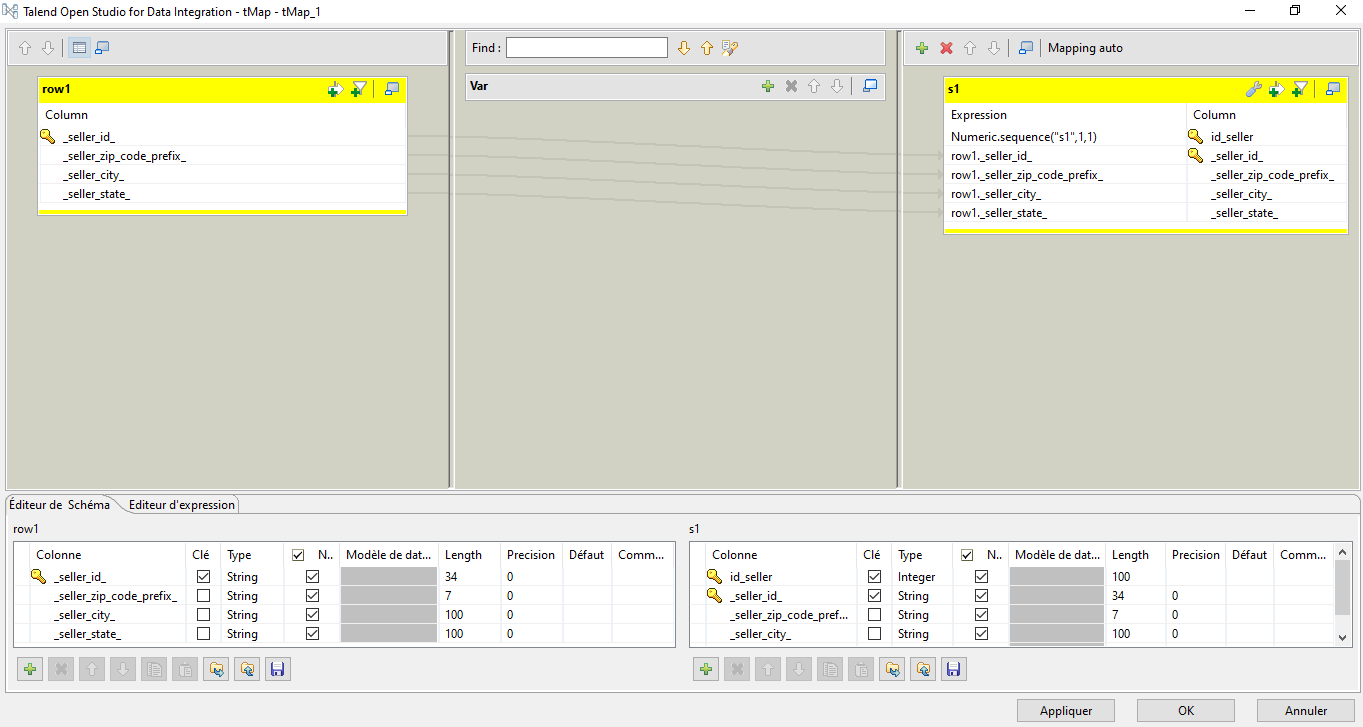 Talend Open Studio for Data Integration - tMap - tMap_1
Find :
Mapping auto
row1
Column
_seller_id_
_seller_zip_code_prefix_
_seller_city_
_seller_state_
Var
s1
Expression Column
Numeric.sequence("s1",1,1) id_seller
row1._seller_id_ _seller_id_
row1._seller_zip_code_prefix_ _seller_zip_code_prefix_
row1._seller_city_ _seller_city_
row1._seller_state_ _seller_state_
Éditeur de Schéma Editeur d'expression
row1
Colonne Clé Type N.. Modèle de dat... Length Precision Défaut Comm...
_seller_id_ String 34 0
_seller_zip_code_prefix_ String 7 0
_seller_city_ String 100 0
_seller_state_ String 100 0
s1
Colonne Clé Type N.. Modèle de dat... Length Precision Défaut Comm...
id_seller Integer 100
_seller_id_ String 34 0
_seller_zip_code_pref... String 7 0
_seller_city_ String 100 0
Appliquer OK Annuler